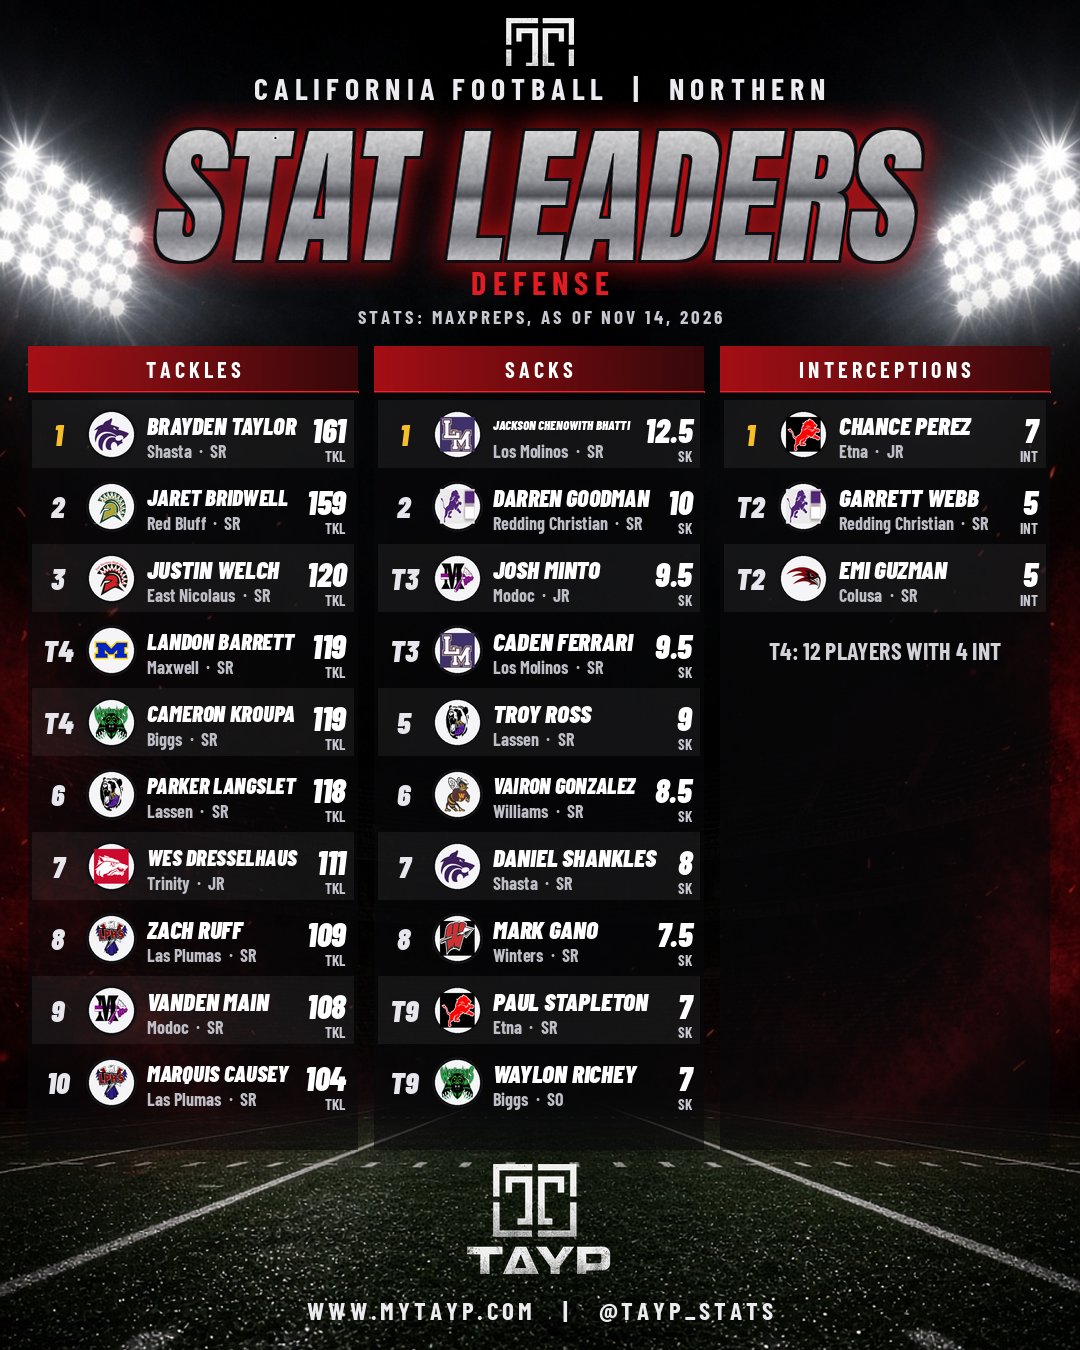 CALIFORNIA FOOTBALL | NORTHERN
STAT LEADERS
DEFENSE
STATS: MAXPREPS, AS OF NOV 14, 2026
TACKLES
1 BRAYDEN TAYLOR 161
Shasta · SR TKL
2 JARET BRIDWELL 159
Red Bluff · SR TKL
3 JUSTIN WELCH 120
East Nicolaus · SR TKL
T4 LANDON BARRETT 119
Maxwell · SR TKL
T4 CAMERON KROUPA 119
Biggs · SR TKL
6 PARKER LANGSLET 118
Lassen · SR TKL
7 WES DRESSELHAUS 111
Trinity · JR TKL
8 ZACH RUFF 109
Las Plumas · SR TKL
9 VANDEN MAIN 108
Modoc · SR TKL
10 MARQUIS CAUSEY 104
Las Plumas · SR TKL
SACKS
1 JACKSON CHENOWITH BHATTI 12.5
Los Molinos · SR SK
2 DARREN GOODMAN 10
Redding Christian · SR SK
T3 JOSH MINTO 9.5
Modoc · JR SK
T3 CADEN FERRARI 9.5
Los Molinos · SR SK
5 TROY ROSS 9
Lassen · SR SK
6 VAIRON GONZALEZ 8.5
Williams · SR SK
7 DANIEL SHANKLES 8
Shasta · SR SK
8 MARK GANO 7.5
Winters · SR SK
T9 PAUL STAPLETON 7
Etna · SR SK
T9 WAYLON RICHEY 7
Biggs · SO SK
INTERCEPTIONS
1 CHANCE PEREZ 7
Etna · JR INT
T2 GARRETT WEBB 5
Redding Christian · SR INT
T2 EMI GUZMAN 5
Colusa · SR INT
T4: 12 PLAYERS WITH 4 INT
TAYP
WWW.MYTAYP.COM | @TAYP_STATS